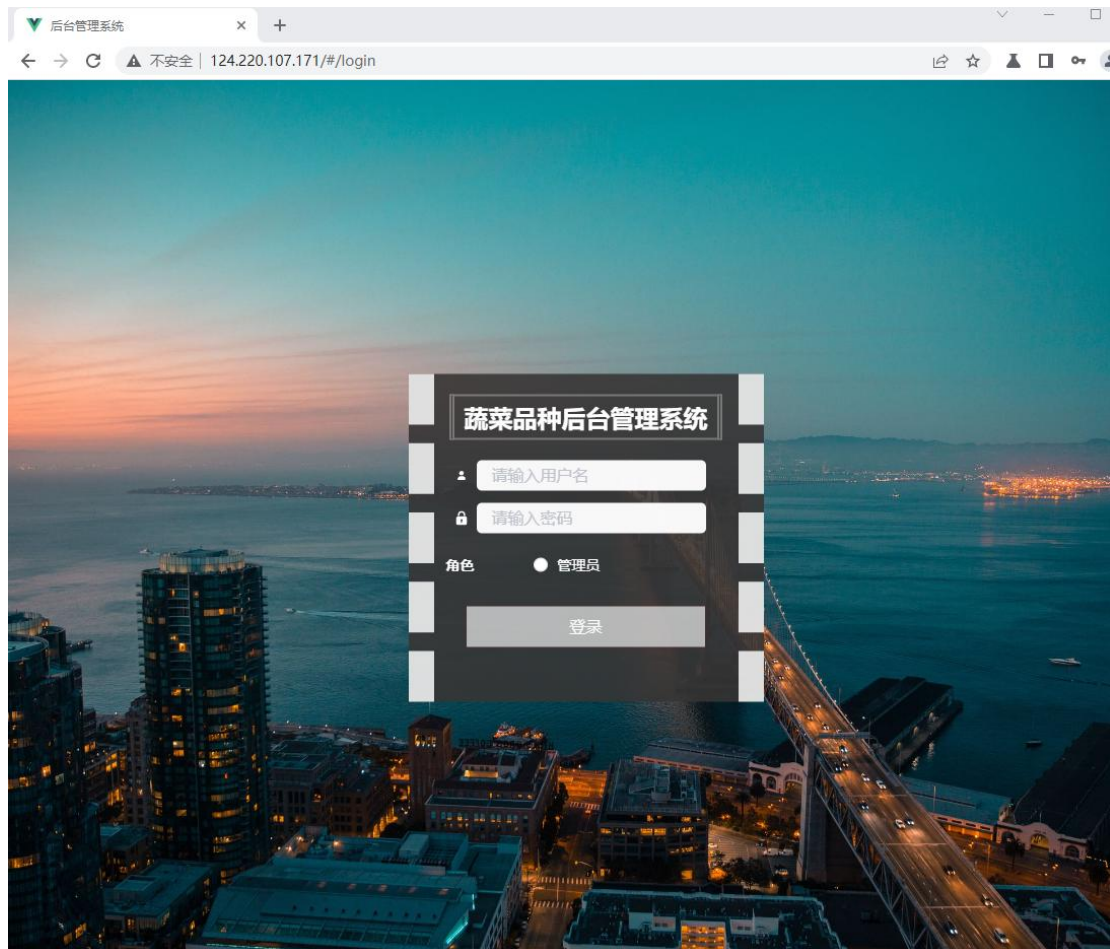 后台管理系统
不安全
124.220.107.171/#/login
蔬菜品种后台管理系统
请输入用户名
请输入密码
角色 管理员
登录